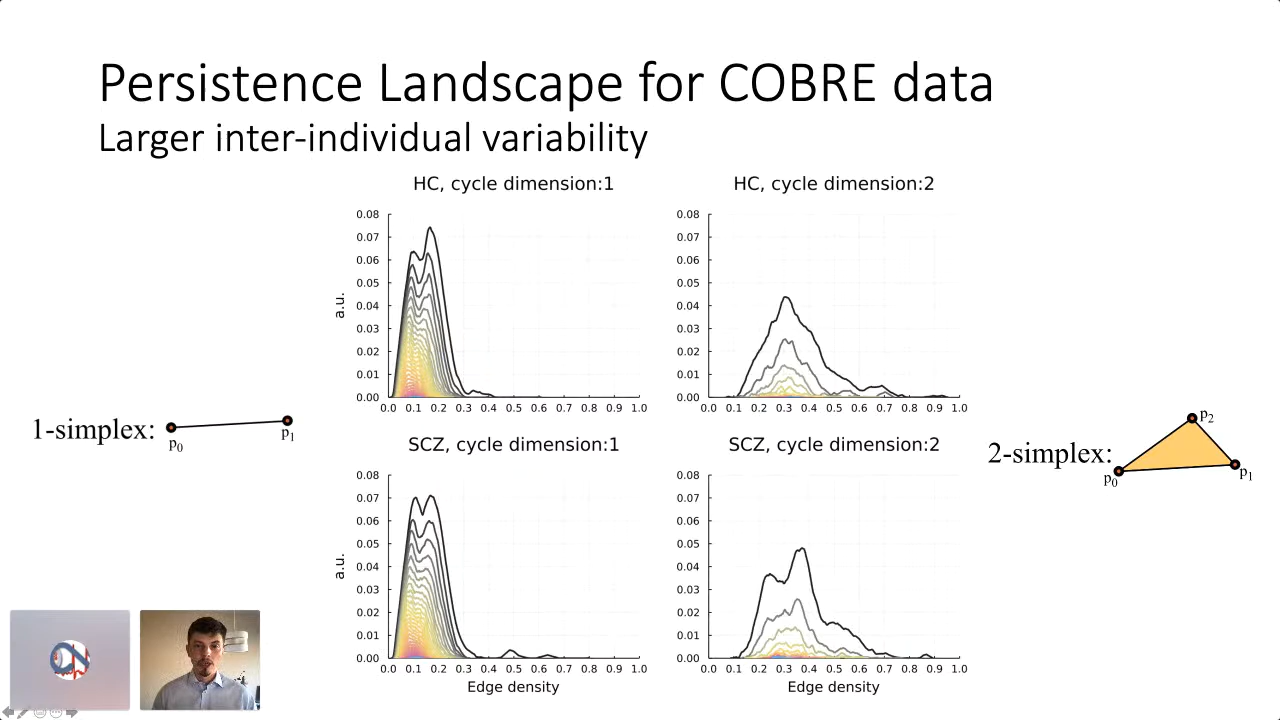 Persistence Landscape for COBRE data
Larger inter-individual variability
HC, cycle dimension:1
0.08
0.07
0.06
0.05
0.04
0.03
0.02
0.01
0.00
a.u.
0.0 0.1 0.2 0.3 0.4 0.5 0.6 0.7 0.8 0.9 1.0
HC, cycle dimension:2
0.08
0.07
0.06
0.05
0.04
0.03
0.02
0.01
0.00
0.0 0.1 0.2 0.3 0.4 0.5 0.6 0.7 0.8 0.9 1.0
1-simplex:
p0
p1
SCZ, cycle dimension:1
0.08
0.07
0.06
0.05
0.04
0.03
0.02
0.01
0.00
a.u.
0.0 0.1 0.2 0.3 0.4 0.5 0.6 0.7 0.8 0.9 1.0
Edge density
SCZ, cycle dimension:2
0.08
0.07
0.06
0.05
0.04
0.03
0.02
0.01
0.00
0.0 0.1 0.2 0.3 0.4 0.5 0.6 0.7 0.8 0.9 1.0
Edge density
2-simplex:
p2
p0
p1